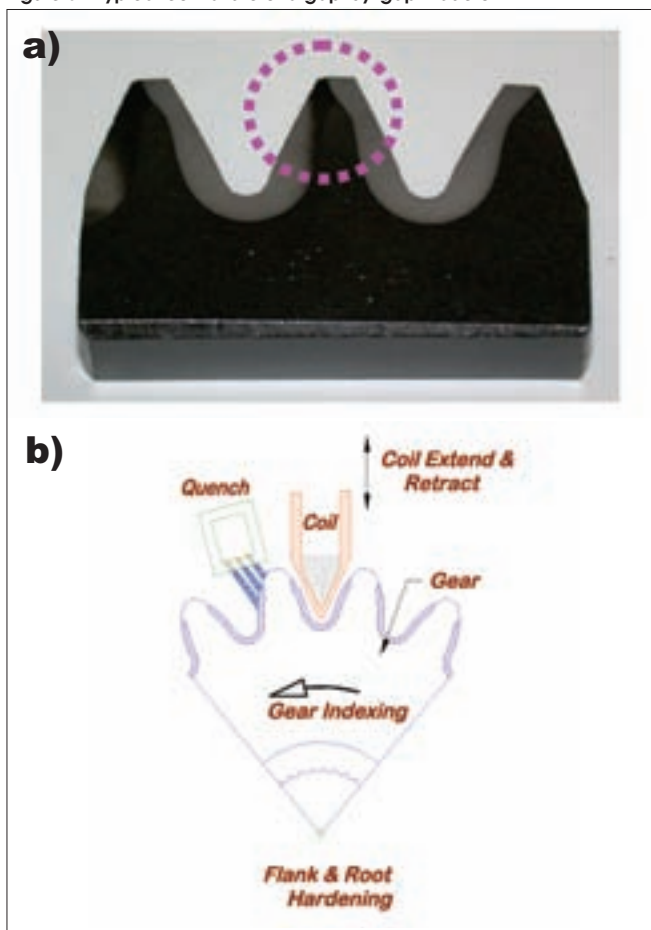 a)
b)
Quench
Coil Extend &
Retract
Coil
Gear
Gear Indexing
Flank & Root
Hardening